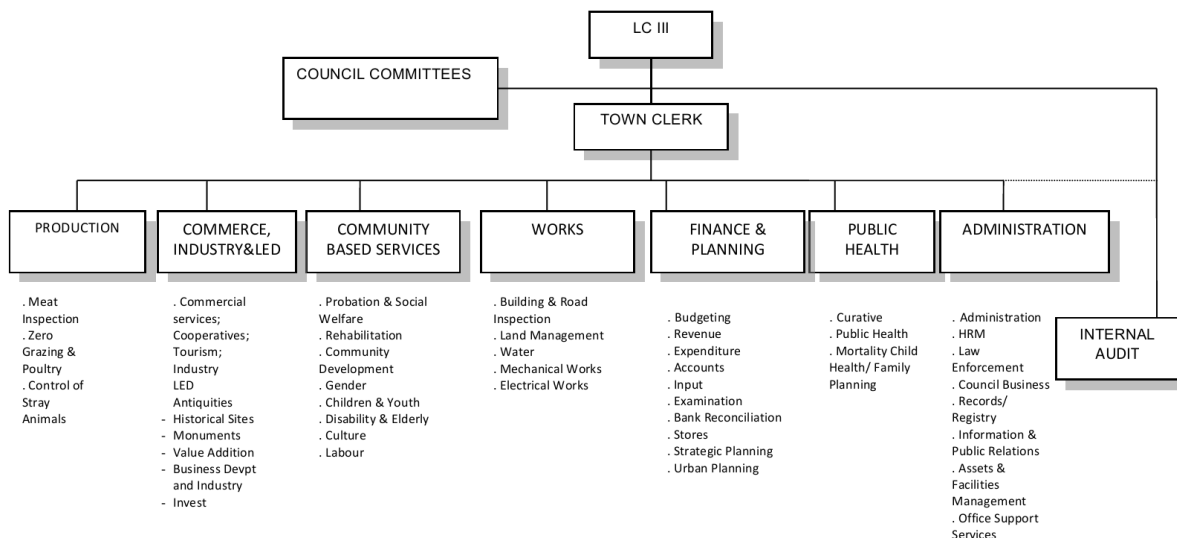 LC III
COUNCIL COMMITTEES
TOWN CLERK
PRODUCTION
COMMERCE,
INDUSTRY&LED
COMMUNITY
BASED SERVICES
WORKS
FINANCE &
PLANNING
PUBLIC
HEALTH
ADMINISTRATION
INTERNAL
AUDIT
. Meat
Inspection
. Zero
Grazing &
Poultry
. Control of
Stray
Animals
. Commercial
services;
Cooperatives;
Tourism;
Industry
LED
Antiquities
- Historical Sites
- Monuments
- Value Addition
- Business Devpt
and Industry
- Invest
. Probation & Social
Welfare
. Rehabilitation
. Community
Development
. Gender
. Children & Youth
. Disability & Elderly
. Culture
. Labour
. Building & Road
Inspection
. Land Management
. Water
. Mechanical Works
. Electrical Works
. Budgeting
. Revenue
. Expenditure
. Accounts
. Input
. Examination
. Bank Reconciliation
. Stores
. Strategic Planning
. Urban Planning
. Curative
. Public Health
. Mortality Child
Health/ Family
Planning
. Administration
. HRM
. Law
Enforcement
. Council Business
. Records/
Registry
. Information &
Public Relations
. Assets &
Facilities
Management
. Office Support
Services